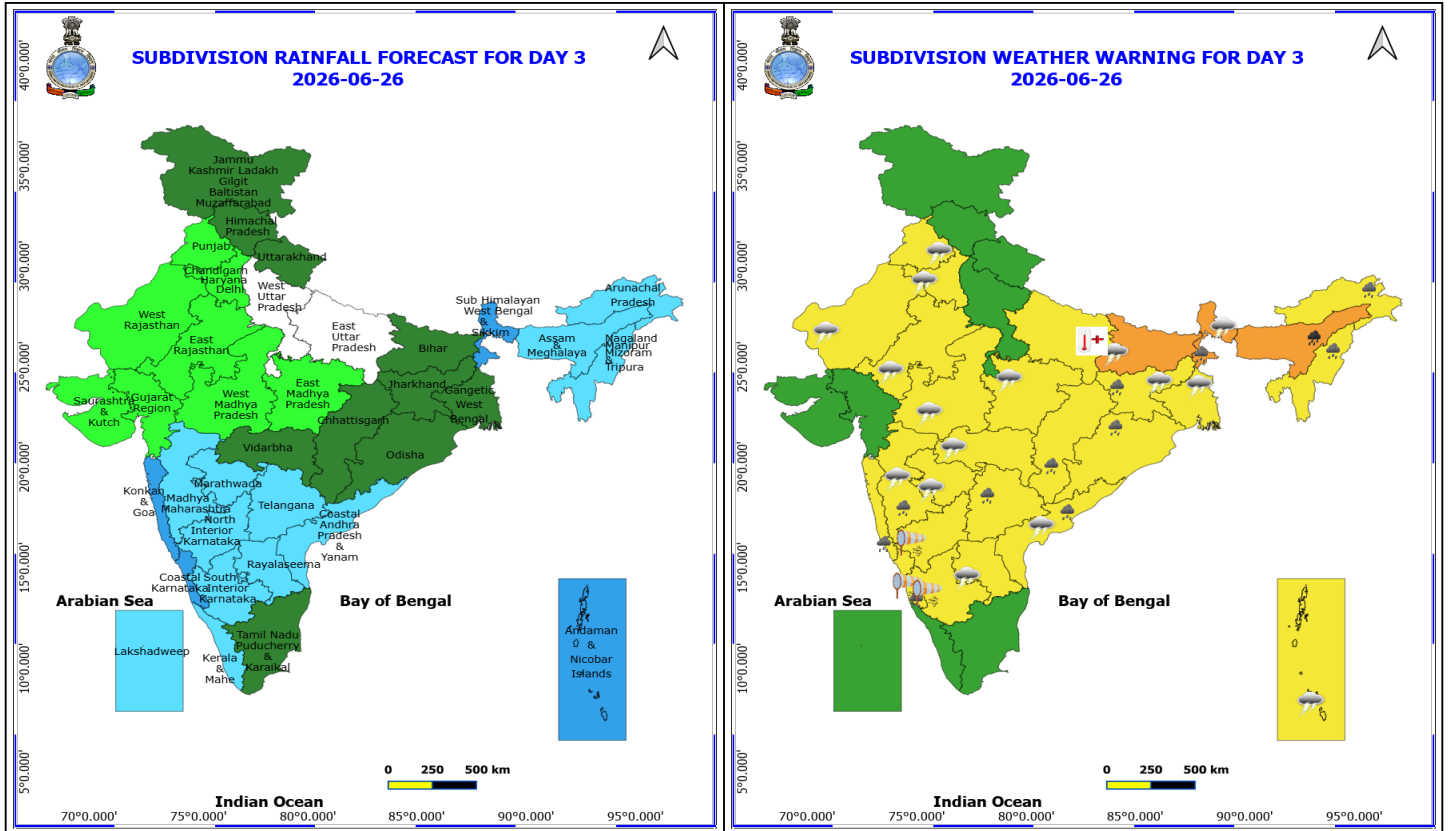 SUBDIVISION RAINFALL FORECAST FOR DAY 3
2026-06-26
40°0.000'
35°0.000'
30°0.000'
25°0.000'
20°0.000'
15°0.000'
10°0.000'
5°0.000'
Jammu
Kashmir Ladakh
Gilgit
Baltistan
Muzaffarabad
Himachal
Pradesh
Punjab
Uttarakhand
Chandigarh
Haryana
Delhi
West
Uttar
Pradesh
West
Rajasthan
East
Rajasthan
East
Uttar
Pradesh
Sub Himalayan
West Bengal
&
Sikkim
Arunachal
Pradesh
Assam
&
Meghalaya
Nagaland
Manipur
Mizoram
&
Tripura
Bihar
Jharkhand
Gangetic
West
Bengal
Saurashtra
&
Kutch
Gujarat
Region
West
Madhya
Pradesh
East
Madhya
Pradesh
Chhattisgarh
Vidarbha
Odisha
Konkan
&
Goa
Marathwada
Madhya
Maharashtra
Telangana
North
Interior
Karnataka
Coastal
Andhra
Pradesh
&
Yanam
Rayalaseema
Coastal
Karnataka
South
Interior
Karnataka
Arabian Sea
Bay of Bengal
Lakshadweep
Kerala
&
Mahe
Tamil Nadu
Puducherry
&
Karaikal
Andaman
&
Nicobar
Islands
0 250 500 km
Indian Ocean
70°0.000' 75°0.000' 80°0.000' 85°0.000' 90°0.000' 95°0.000'
SUBDIVISION WEATHER WARNING FOR DAY 3
2026-06-26
40°0.000'
35°0.000'
30°0.000'
25°0.000'
20°0.000'
15°0.000'
10°0.000'
5°0.000'
Arabian Sea
Bay of Bengal
0 250 500 km
Indian Ocean
70°0.000' 75°0.000' 80°0.000' 85°0.000' 90°0.000' 95°0.000'